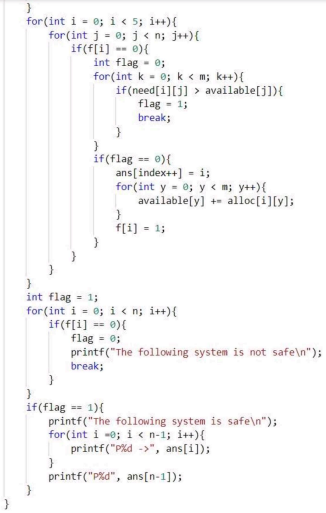 }
    for(int i = 0; i < 5; i++){
        for(int j = 0; j < n; j++){
            if(f[i] == 0){
                int flag = 0;
                for(int k = 0; k < m; k++){
                    if(need[i][j] > available[j]){
                        flag = 1;
                        break;
                    }
                }
                if(flag == 0){
                    ans[index++] = i;
                    for(int y = 0; y < m; y++){
                        available[y] += alloc[i][y];
                    }
                    f[i] = 1;
                }
            }
        }
    }
    int flag = 1;
    for(int i = 0; i < n; i++){
        if(f[i] == 0){
            flag = 0;
            printf("The following system is not safe\n");
            break;
        }
    }
    if(flag == 1){
        printf("The following system is safe\n");
        for(int i =0; i < n-1; i++){
            printf("P%d ->", ans[i]);
        }
        printf("P%d", ans[n-1]);
    }
}